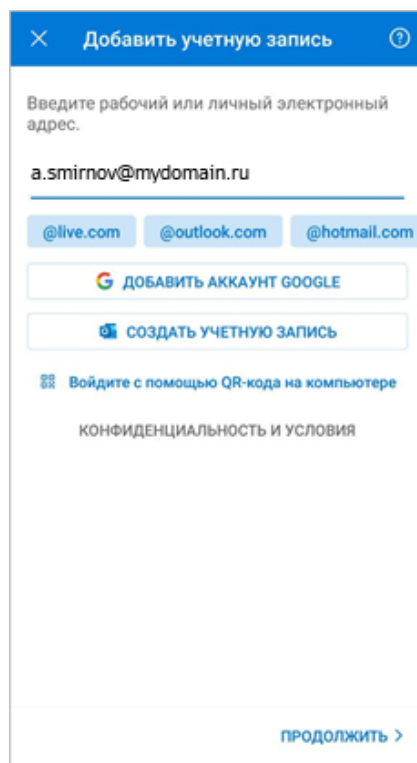 Добавить учетную запись
Введите рабочий или личный электронный
адрес.
a.smirnov@mydomain.ru
@live.com @outlook.com @hotmail.com
ДОБАВИТЬ АККАУНТ GOOGLE
СОЗДАТЬ УЧЕТНУЮ ЗАПИСЬ
Войдите с помощью QR-кода на компьютере
КОНФИДЕНЦИАЛЬНОСТЬ И УСЛОВИЯ
ПРОДОЛЖИТЬ >